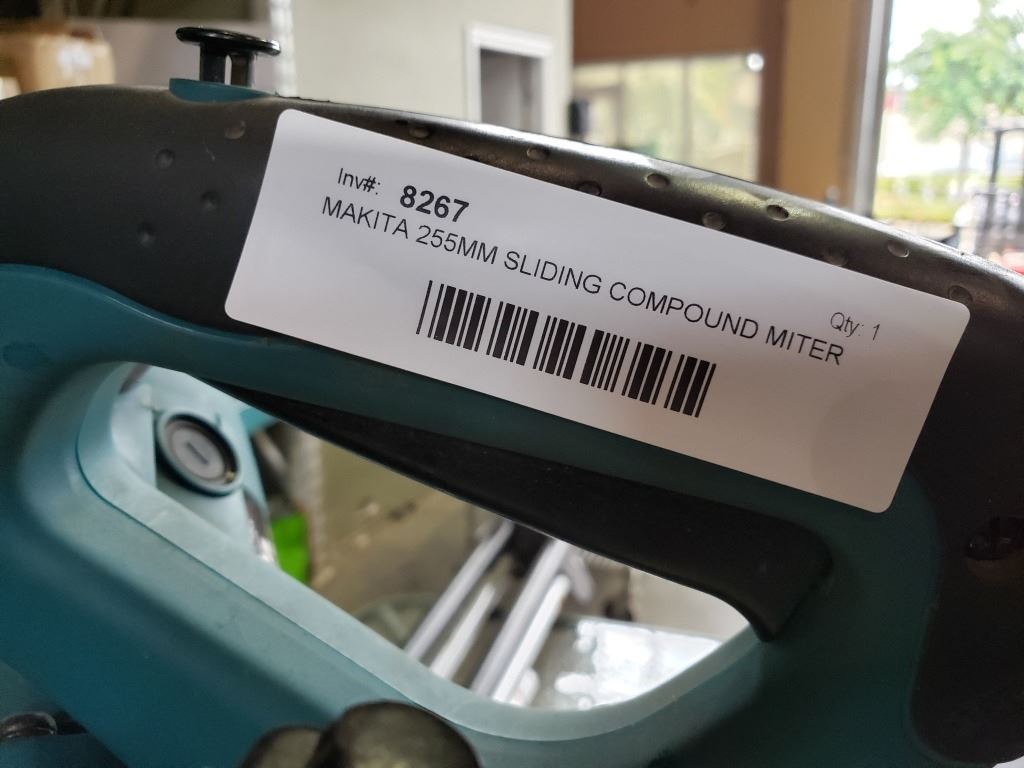 Inv#: 8267
MAKITA 255MM SLIDING COMPOUND MITER
Qty: 1